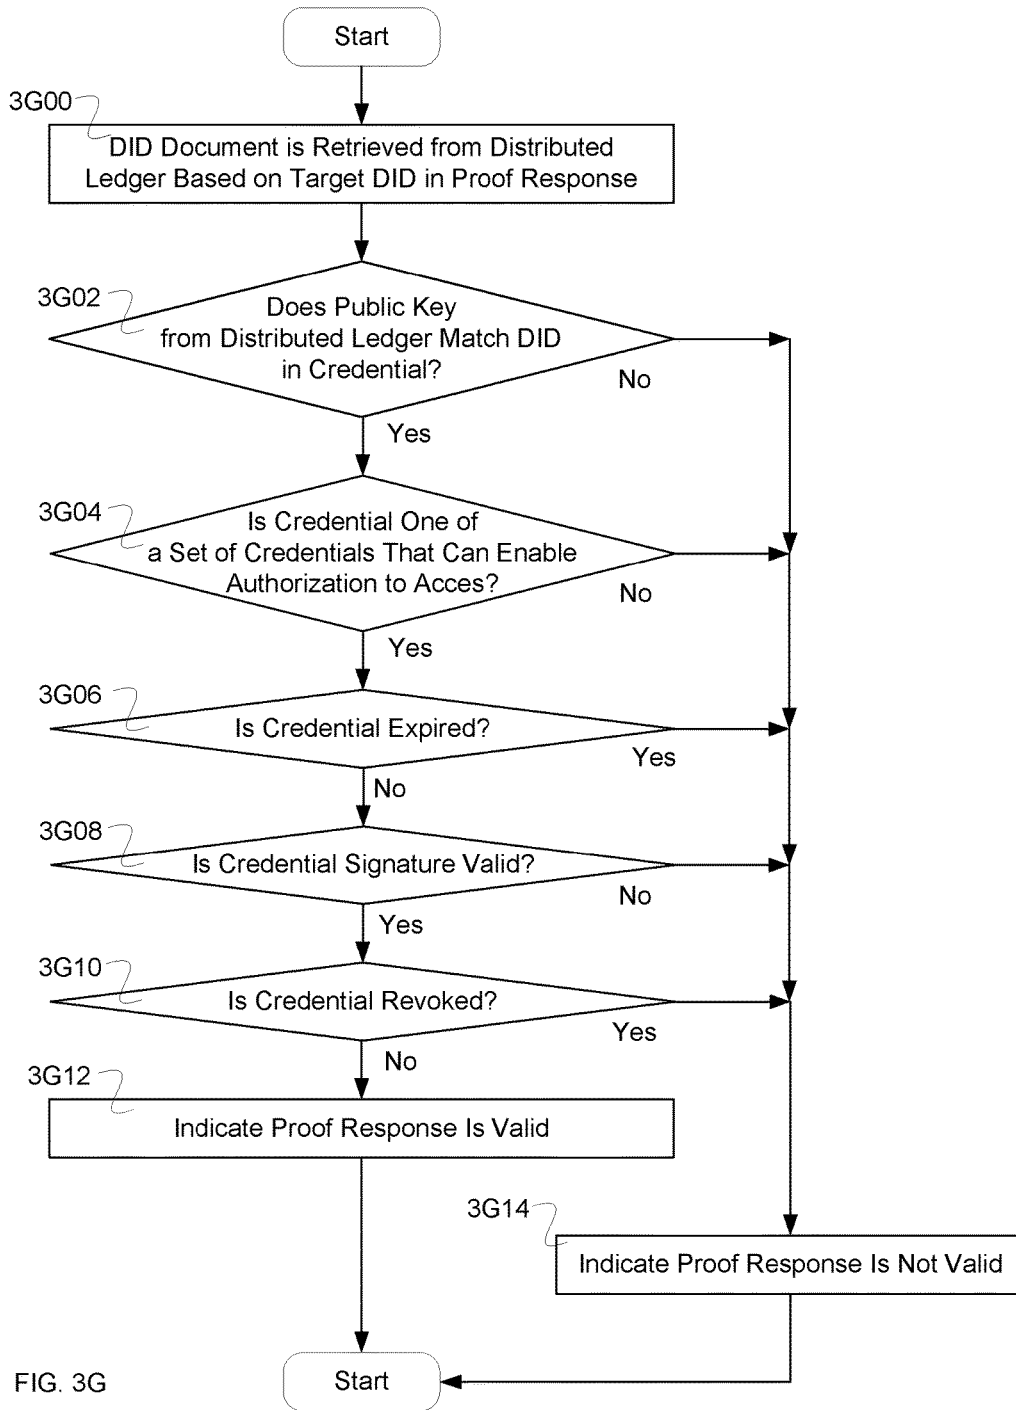 Start
3G00
DID Document is Retrieved from Distributed
Ledger Based on Target DID in Proof Response
3G02
Does Public Key
from Distributed Ledger Match DID
in Credential?
No
Yes
3G04
Is Credential One of
a Set of Credentials That Can Enable
Authorization to Acces?
No
Yes
3G06
Is Credential Expired?
Yes
No
3G08
Is Credential Signature Valid?
No
Yes
3G10
Is Credential Revoked?
Yes
No
3G12
Indicate Proof Response Is Valid
3G14
Indicate Proof Response Is Not Valid
Start
FIG. 3G